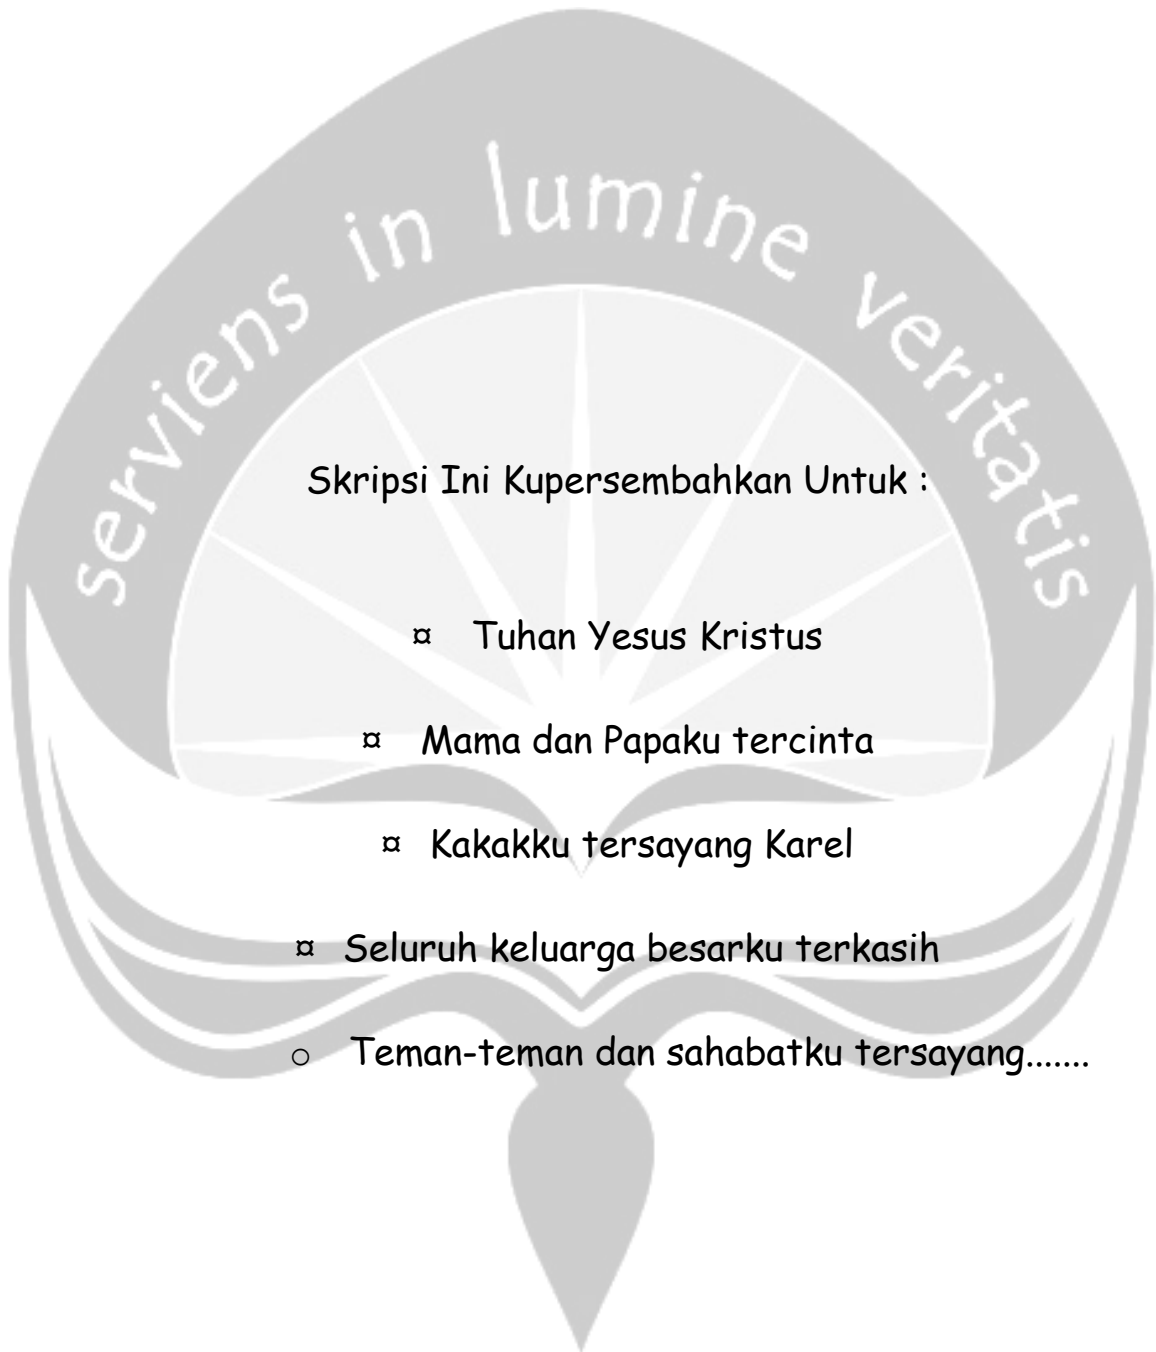 serviens in lumine veritatis
Skripsi Ini Kupersembahkan Untuk :
¤ Tuhan Yesus Kristus
¤ Mama dan Papaku tercinta
¤ Kakakku tersayang Karel
¤ Seluruh keluarga besarku terkasih
○ Teman-teman dan sahabatku tersayang.......